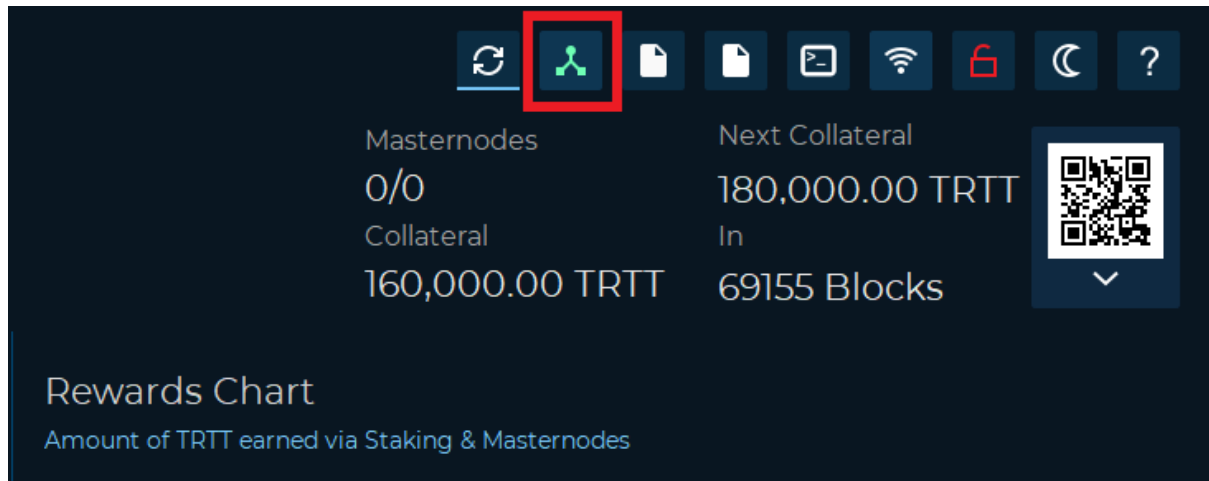 Masternodes
0/0
Collateral
160,000.00 TRTT
Next Collateral
180,000.00 TRTT
In
69155 Blocks
Rewards Chart
Amount of TRTT earned via Staking & Masternodes